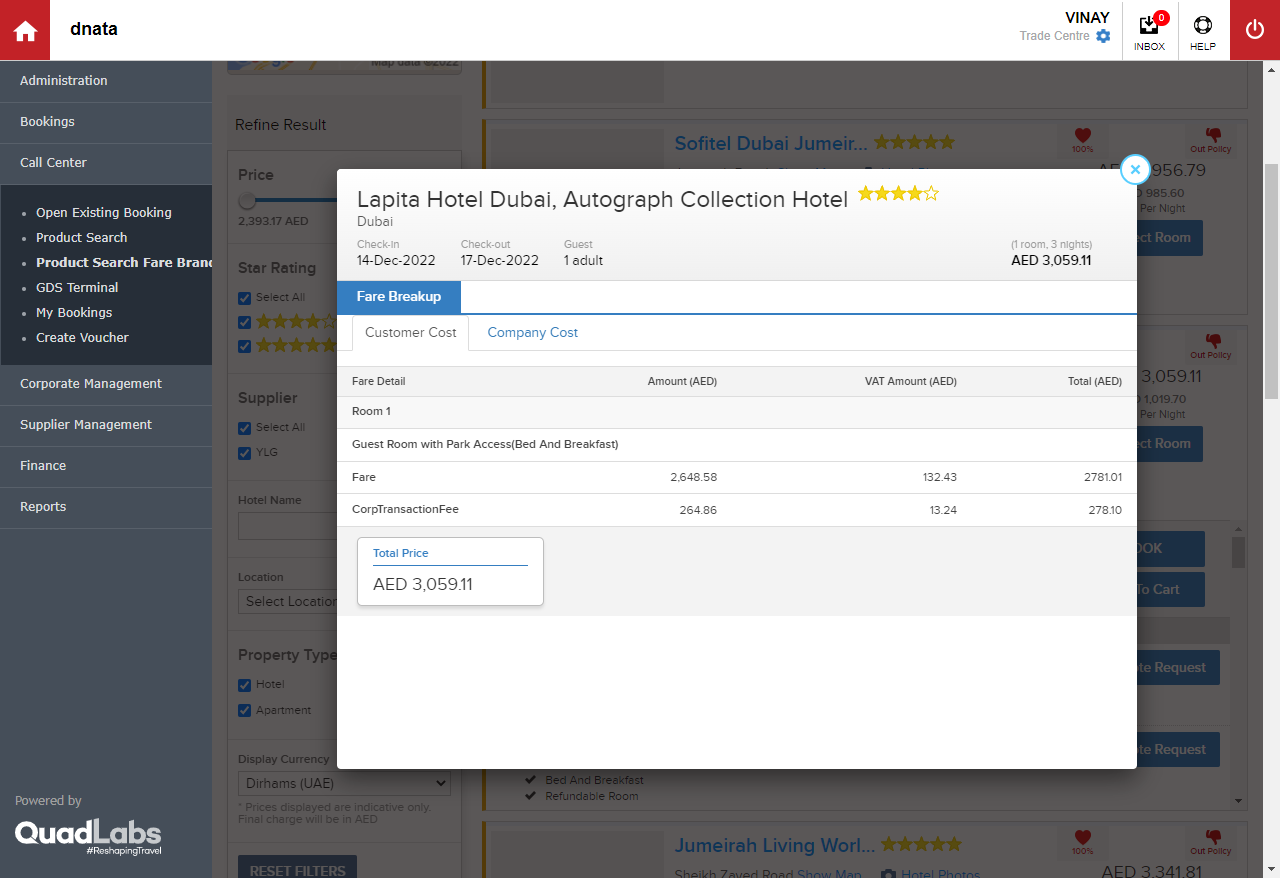 dnata
VINAY
Trade Centre
0
INBOX
HELP
Administration
Bookings
Call Center
Open Existing Booking
Product Search
Product Search Fare Bran
GDS Terminal
My Bookings
Create Voucher
Corporate Management
Supplier Management
Finance
Reports
Powered by
QuadLabs
#ReshapingTravel
Map data ©2022
Refine Result
Price
2,393.17 AED
Star Rating
Select All
Supplier
Select All
YLG
Hotel Name
Location
Select Location
Property Type
Hotel
Apartment
Display Currency
Dirhams (UAE)
* Prices displayed are indicative only.
Final charge will be in AED
RESET FILTERS
Sofitel Dubai Jumeir...
100%
Out Policy
956.79
985.60
Per Night
ct Room
Lapita Hotel Dubai, Autograph Collection Hotel
Dubai
Check-in
Check-out
Guest
(1 room, 3 nights)
14-Dec-2022
17-Dec-2022
1 adult
AED 3,059.11
Fare Breakup
Customer Cost
Company Cost
Fare Detail Amount (AED) VAT Amount (AED) Total (AED)
Room 1
Guest Room with Park Access(Bed And Breakfast)
Fare 2,648.58 132.43 2781.01
CorpTransactionFee 264.86 13.24 278.10
Total Price
AED 3,059.11
Out Policy
3,059.11
1,019.70
Per Night
ct Room
OOK
To Cart
te Request
te Request
Bed And Breakfast
Refundable Room
Jumeirah Living Worl...
100%
Out Policy
Sheikh Zayed Road Show Map
Hotel Photos
AED 3,341.81